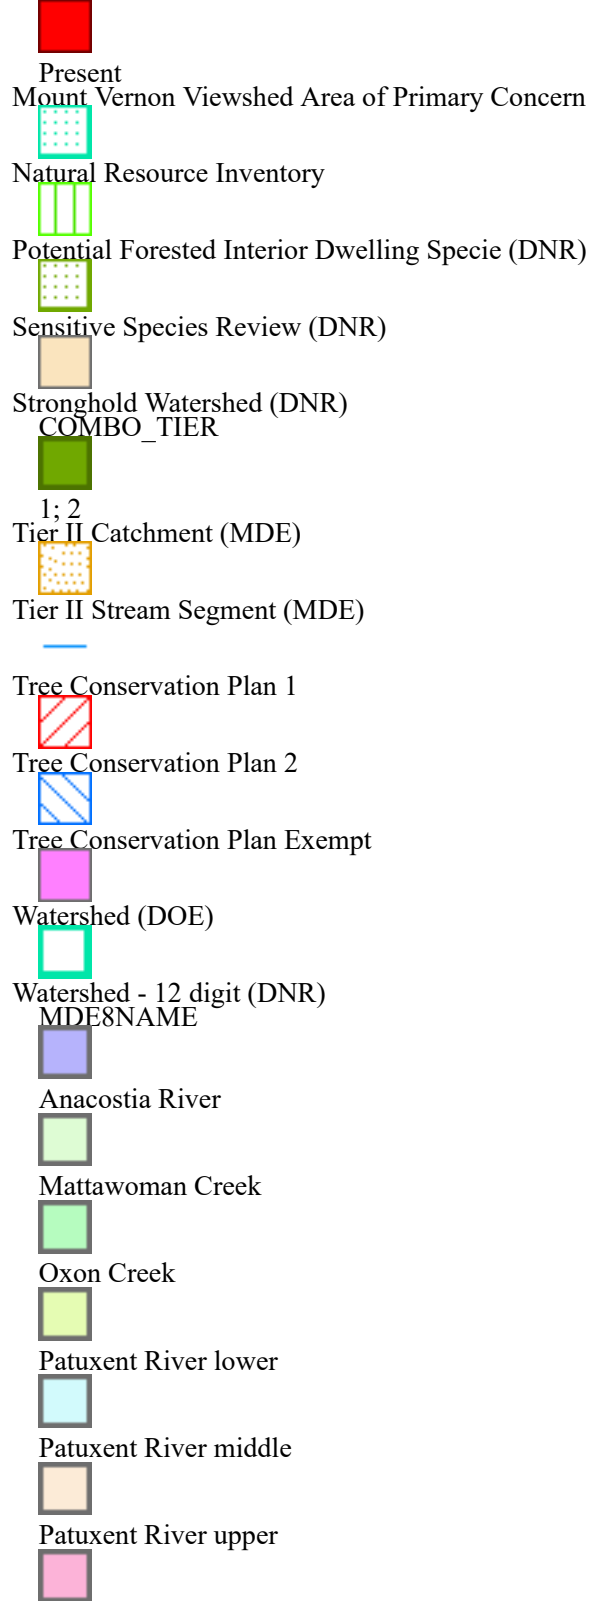 Present
Mount Vernon Viewshed Area of Primary Concern
Natural Resource Inventory
Potential Forested Interior Dwelling Specie (DNR)
Sensitive Species Review (DNR)
Stronghold Watershed (DNR)
COMBO_TIER
1; 2
Tier II Catchment (MDE)
Tier II Stream Segment (MDE)
Tree Conservation Plan 1
Tree Conservation Plan 2
Tree Conservation Plan Exempt
Watershed (DOE)
Watershed - 12 digit (DNR)
MDE8NAME
Anacostia River
Mattawoman Creek
Oxon Creek
Patuxent River lower
Patuxent River middle
Patuxent River upper